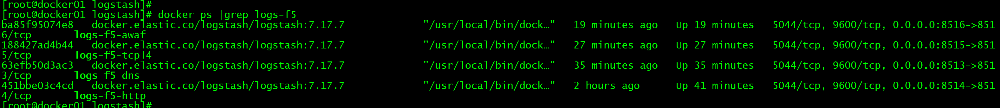 [root@docker01 logstash]#
[root@docker01 logstash]# docker ps |grep logs-f5
ba85f95074e8   docker.elastic.co/logstash/logstash:7.17.7             "/usr/local/bin/dock…"   19 minutes ago   Up 19 minutes   5044/tcp, 9600/tcp, 0.0.0.0:8516->851
6/tcp       logs-f5-awaf
188427ad4b44   docker.elastic.co/logstash/logstash:7.17.7             "/usr/local/bin/dock…"   27 minutes ago   Up 27 minutes   5044/tcp, 9600/tcp, 0.0.0.0:8515->851
5/tcp       logs-f5-tcpl4
63efb50d3ac3   docker.elastic.co/logstash/logstash:7.17.7             "/usr/local/bin/dock…"   35 minutes ago   Up 35 minutes   5044/tcp, 9600/tcp, 0.0.0.0:8513->851
3/tcp       logs-f5-dns
451bbe03c4cd   docker.elastic.co/logstash/logstash:7.17.7             "/usr/local/bin/dock…"   2 hours ago      Up 41 minutes   5044/tcp, 9600/tcp, 0.0.0.0:8514->851
4/tcp       logs-f5-http
[root@docker01 logstash]#